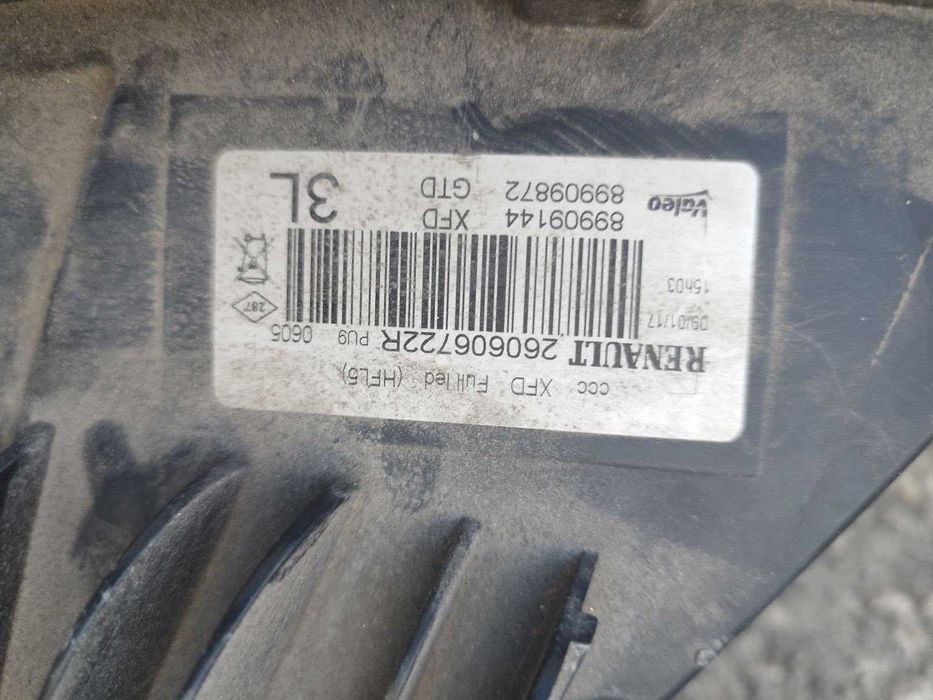 ccc XFD Full led (HFL5)
RENAULT 260606722R PU9 0605
09/01/17
287
15h03
89909144 XFD
Valeo 89909872 GTD 3L